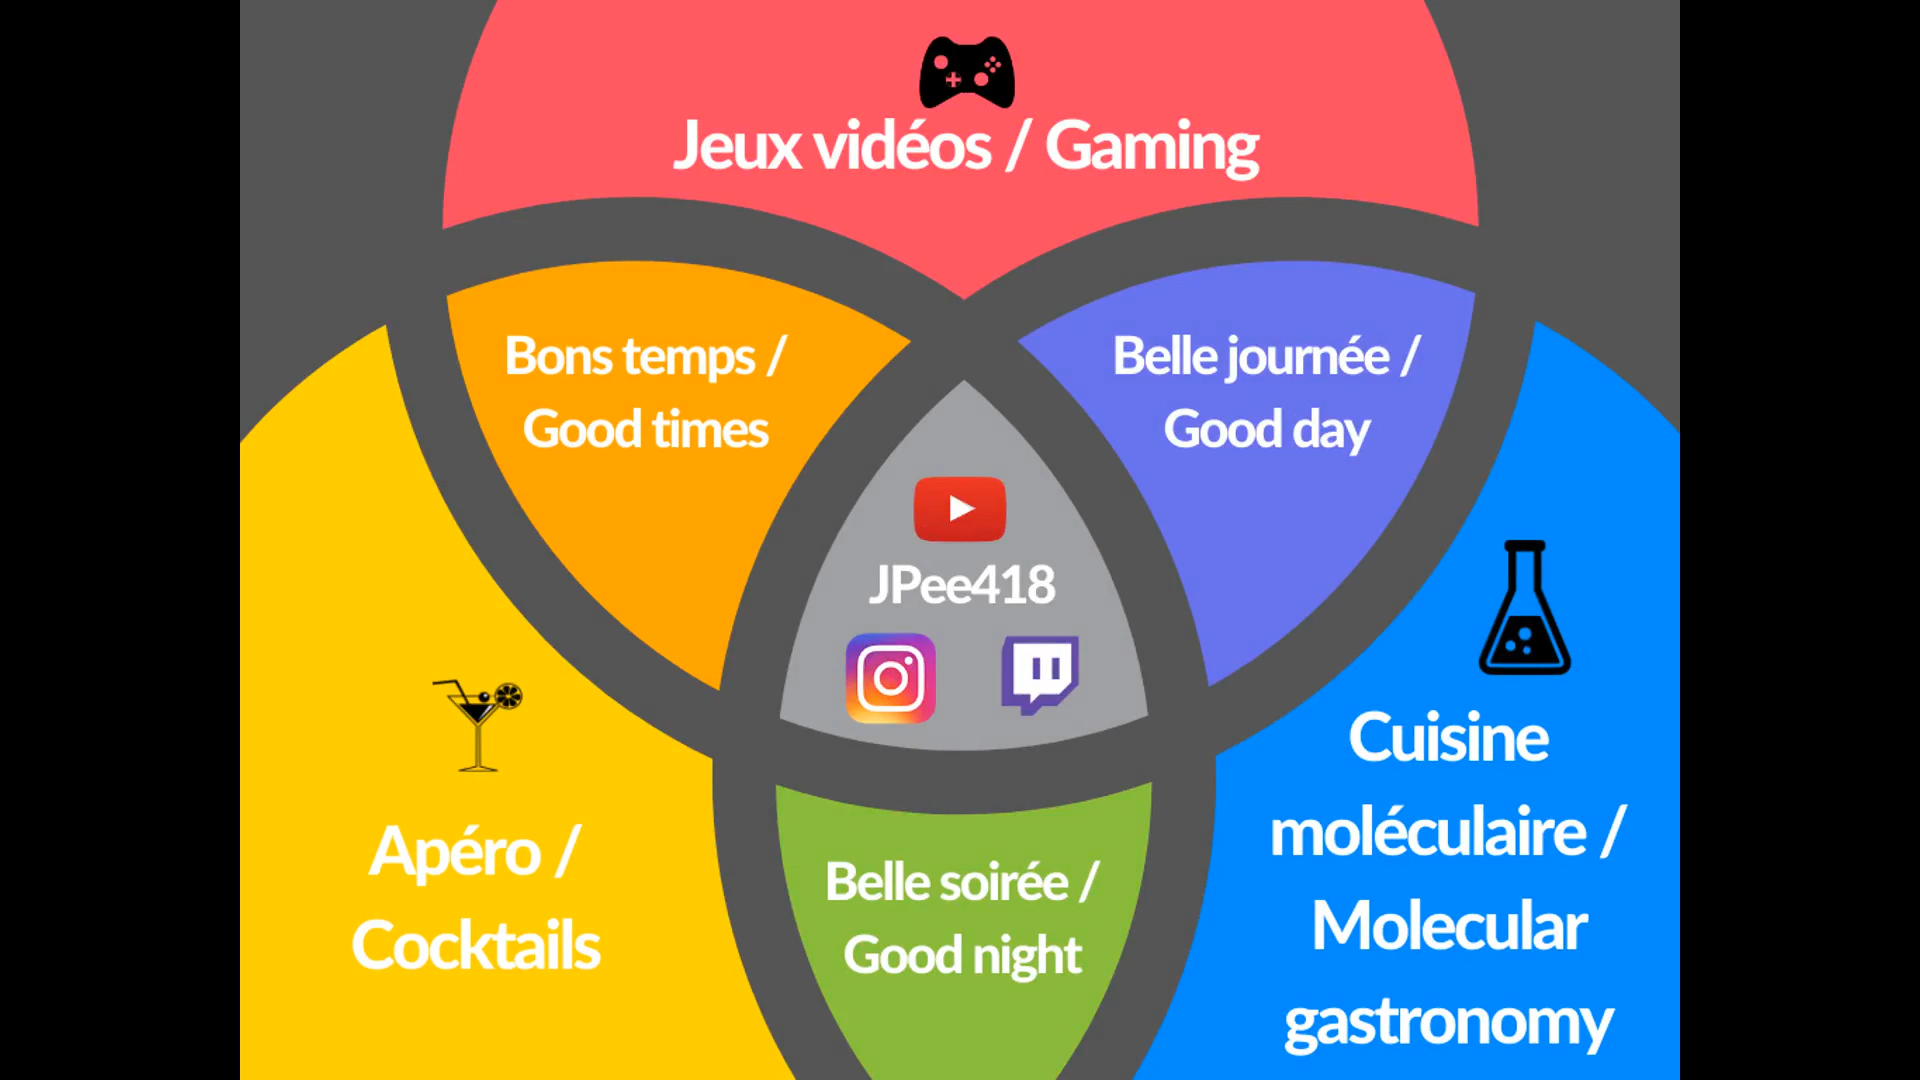 Jeux vidéos / Gaming
Bons temps /
Good times
Belle journée /
Good day
JPee418
Apéro /
Cocktails
Belle soirée /
Good night
Cuisine
moléculaire /
Molecular
gastronomy